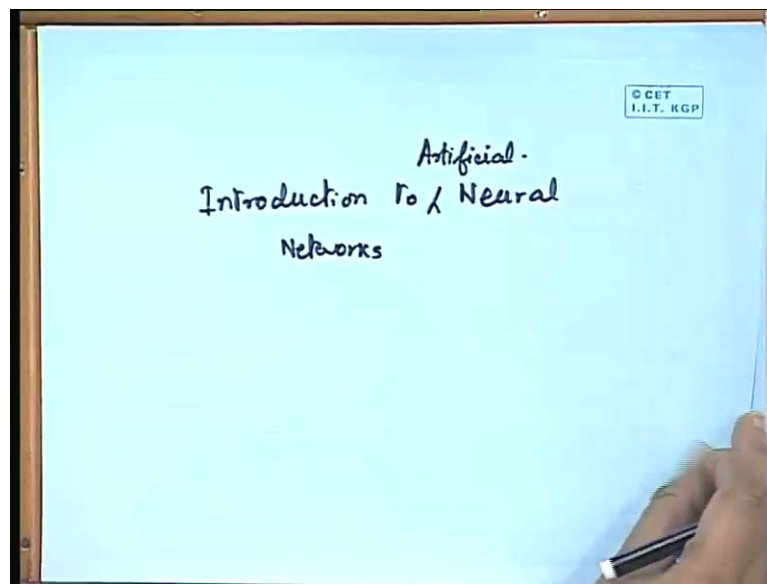 © CET
I.I.T. KGP
Artificial.
Introduction To Neural
Networks